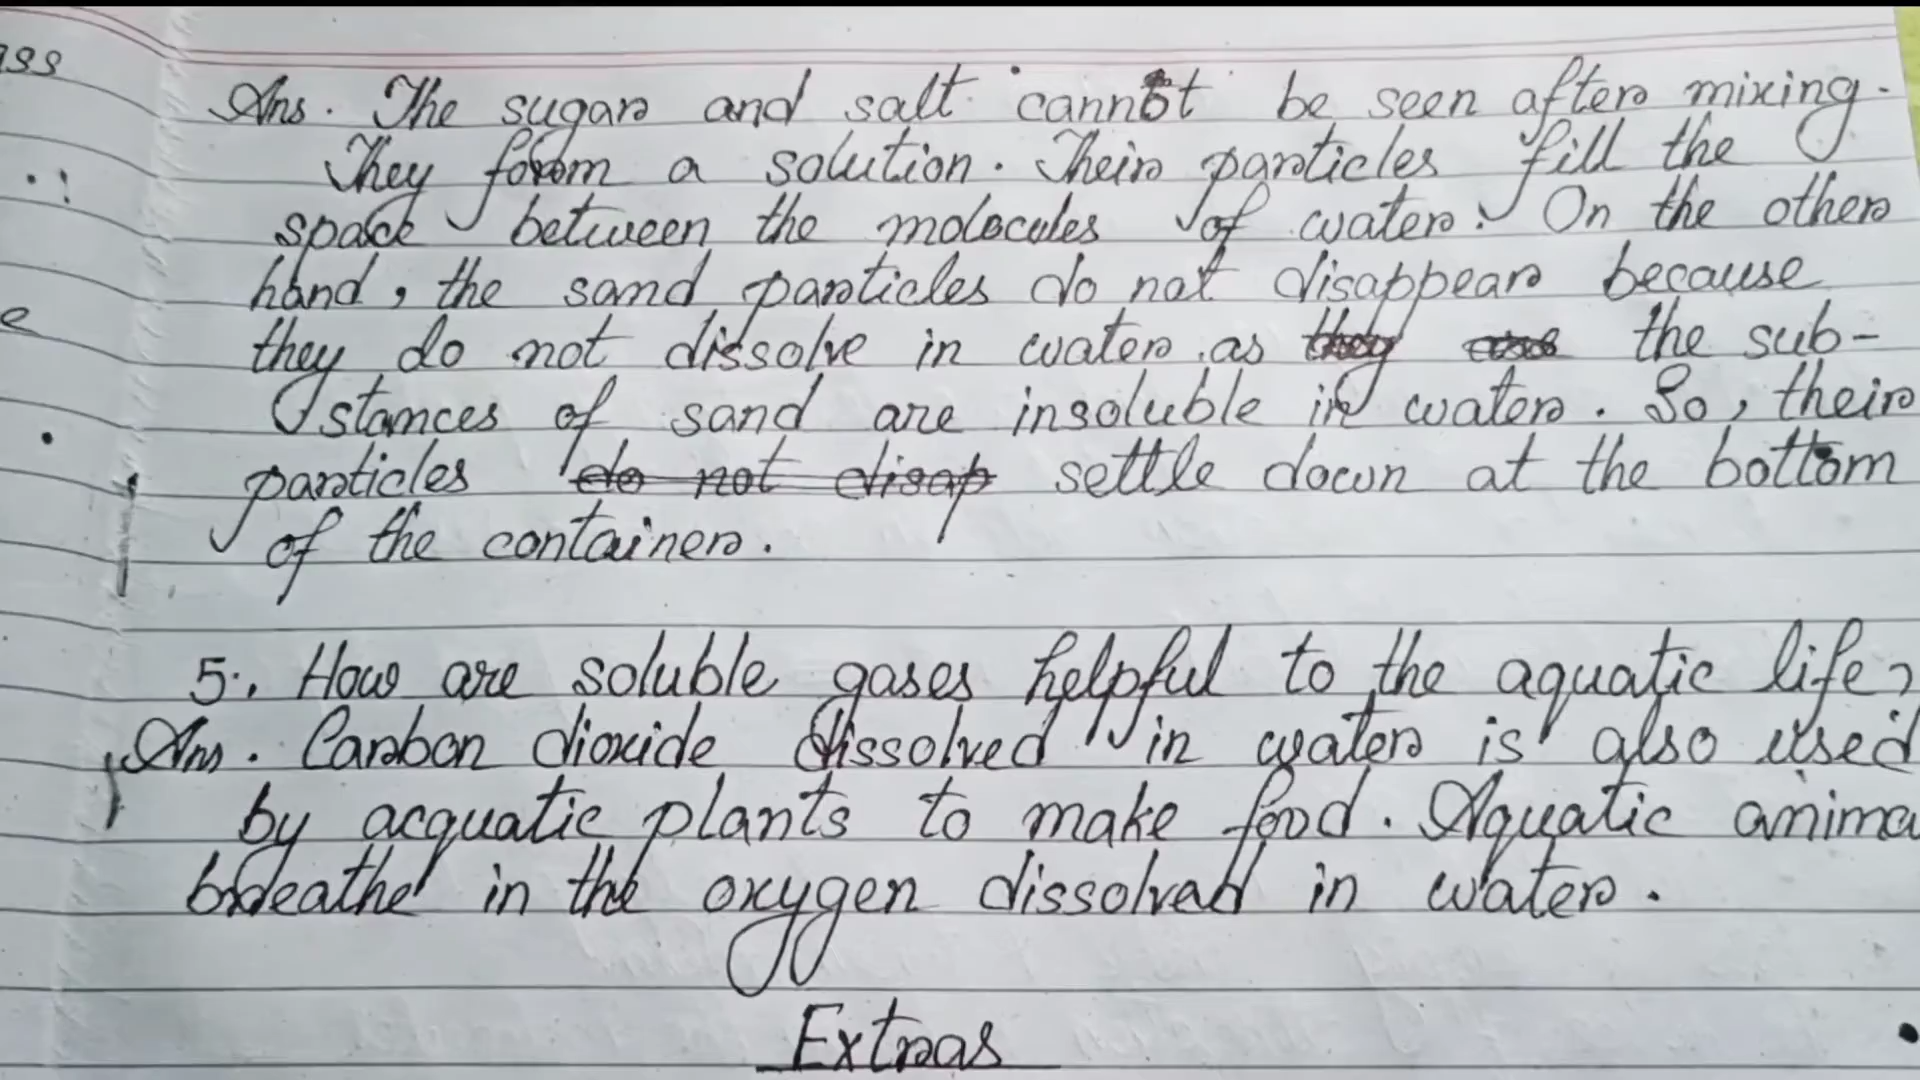 ass
Ans. The sugar and salt cannot be seen after mixing.
They form a solution. Their particles fill the
space between the molecules of water. On the other
hand, the sand particles do not disappear because
they do not dissolve in water as they the sub-
e
stances of sand are insoluble in water. So, their
particles do not disap settle down at the bottom
of the container.
5. How are soluble gases helpful to the aquatic life?
Ans. Carbon dioxide dissolved in water is also used
by acquatic plants to make food. Aquatic anima
breathe in the oxygen dissolved in water.
Extras